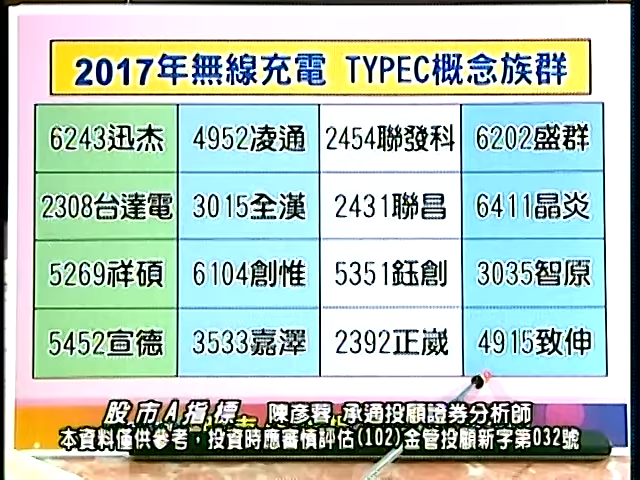 2017年無線充電 TYPEC概念族群
6243迅杰 4952凌通 2454聯發科 6202盛群
2308台達電 3015全漢 2431聯昌 6411晶炎
5269祥碩 6104創惟 5351鈺創 3035智原
5452宣德 3533嘉澤 2392正崴 4915致伸
股市A指標 陳彥蓉 承通投顧證券分析師
本資料僅供參考，投資時應審慎評估(102)金管投顧新字第032號